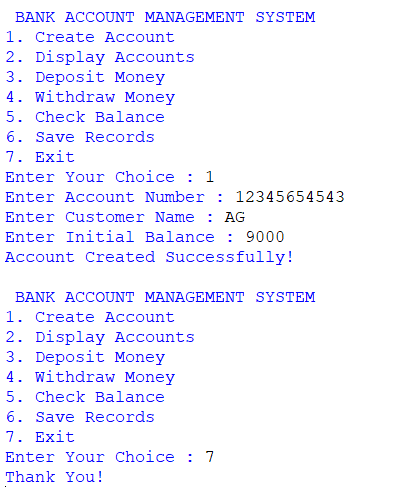 BANK ACCOUNT MANAGEMENT SYSTEM
1. Create Account
2. Display Accounts
3. Deposit Money
4. Withdraw Money
5. Check Balance
6. Save Records
7. Exit
Enter Your Choice : 1
Enter Account Number : 12345654543
Enter Customer Name : AG
Enter Initial Balance : 9000
Account Created Successfully!
BANK ACCOUNT MANAGEMENT SYSTEM
1. Create Account
2. Display Accounts
3. Deposit Money
4. Withdraw Money
5. Check Balance
6. Save Records
7. Exit
Enter Your Choice : 7
Thank You!